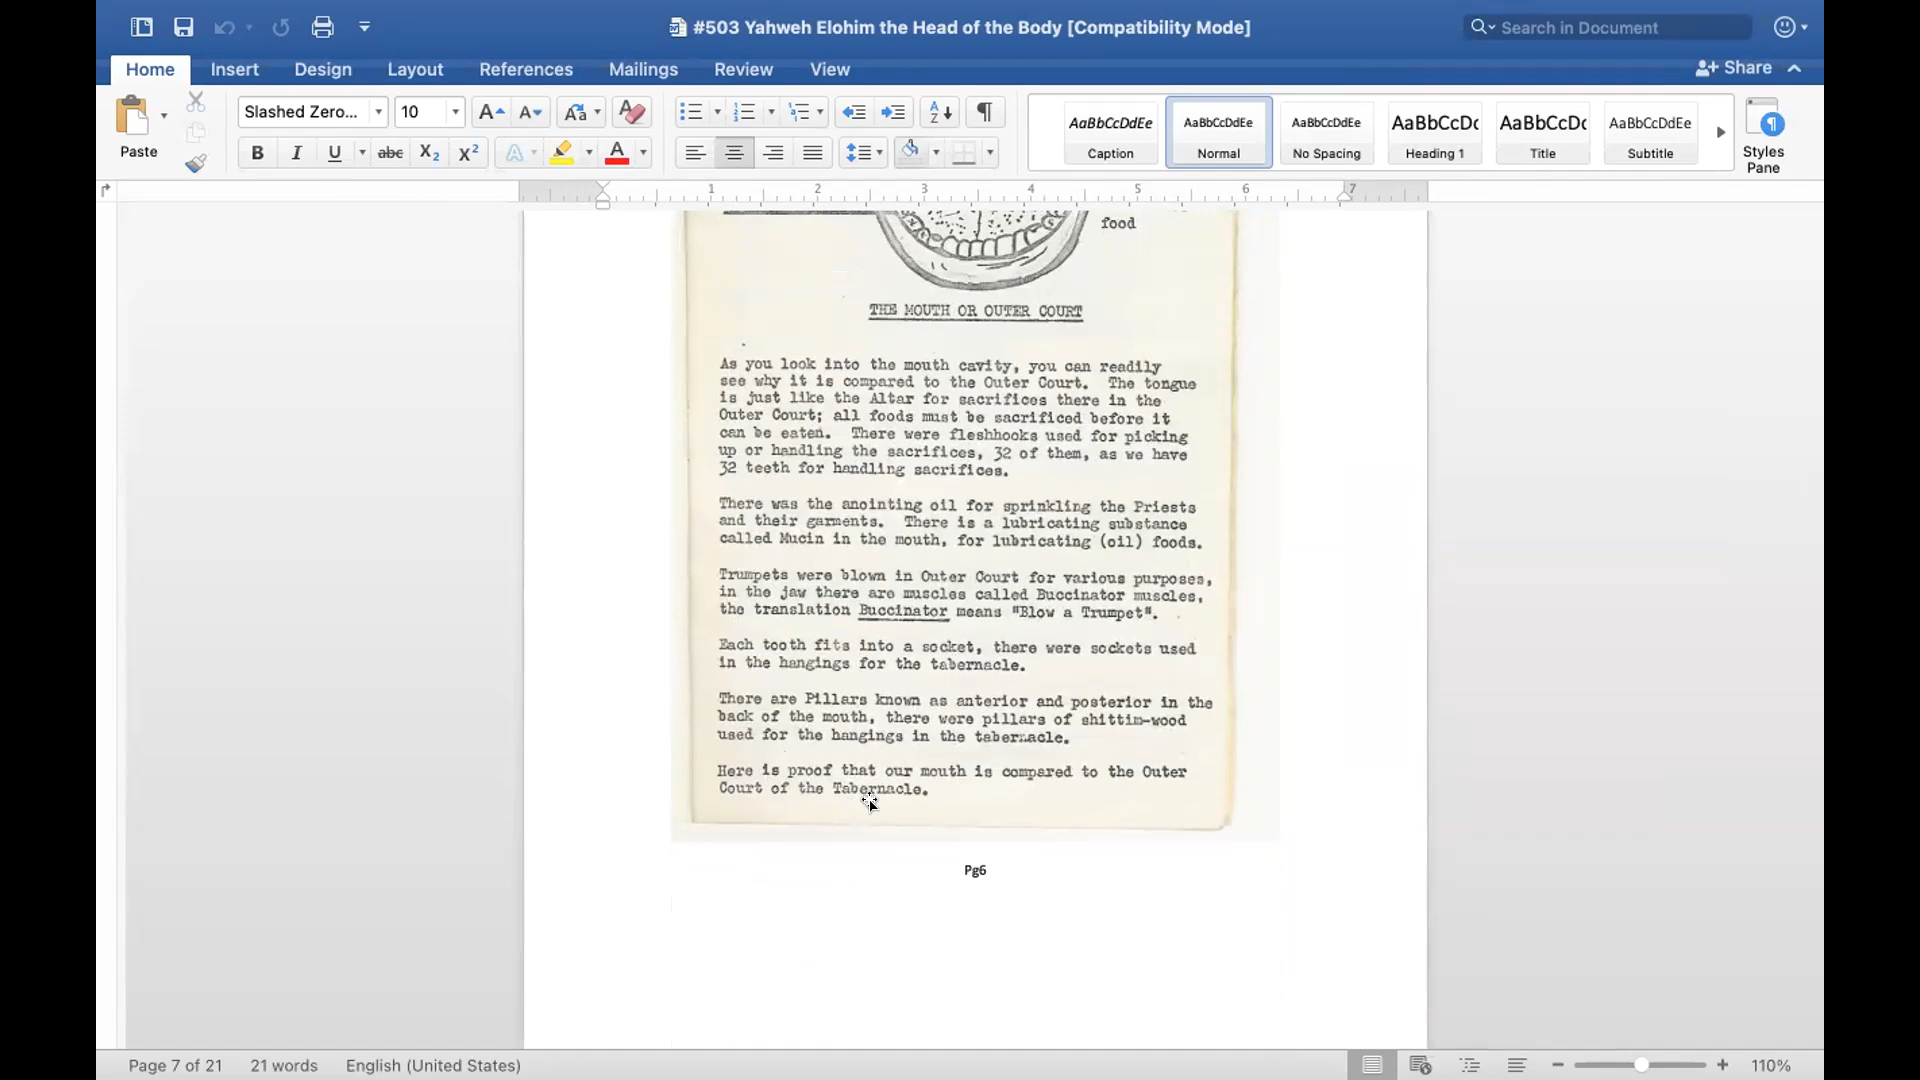 #503 Yahweh Elohim the Head of the Body [Compatibility Mode]
Search in Document
Home Insert Design Layout References Mailings Review View
Share
Paste
Slashed Zero... 10
B I U abc X2 X2
AaBbCcDdEe AaBbCcDdEe AaBbCcDdEe AaBbCcDc AaBbCcDc AaBbCcDdEe
Caption Normal No Spacing Heading 1 Title Subtitle
Styles Pane
1 2 3 4 5 6 7
food
THE MOUTH OR OUTER COURT
As you look into the mouth cavity, you can readily
see why it is compared to the Outer Court. The tongue
is just like the Altar for sacrifices there in the
Outer Court; all foods must be sacrificed before it
can be eaten. There were fleshhooks used for picking
up or handling the sacrifices, 32 of them, as we have
32 teeth for handling sacrifices.
There was the anointing oil for sprinkling the Priests
and their garments. There is a lubricating substance
called Mucin in the mouth, for lubricating (oil) foods.
Trumpets were blown in Outer Court for various purposes,
in the jaw there are muscles called Buccinator muscles,
the translation Buccinator means "Blow a Trumpet".
Each tooth fits into a socket, there were sockets used
in the hangings for the tabernacle.
There are Pillars known as anterior and posterior in the
back of the mouth, there were pillars of shittim-wood
used for the hangings in the tabernacle.
Here is proof that our mouth is compared to the Outer
Court of the Tabernacle.
Pg6
Page 7 of 21 21 words English (United States) 110%